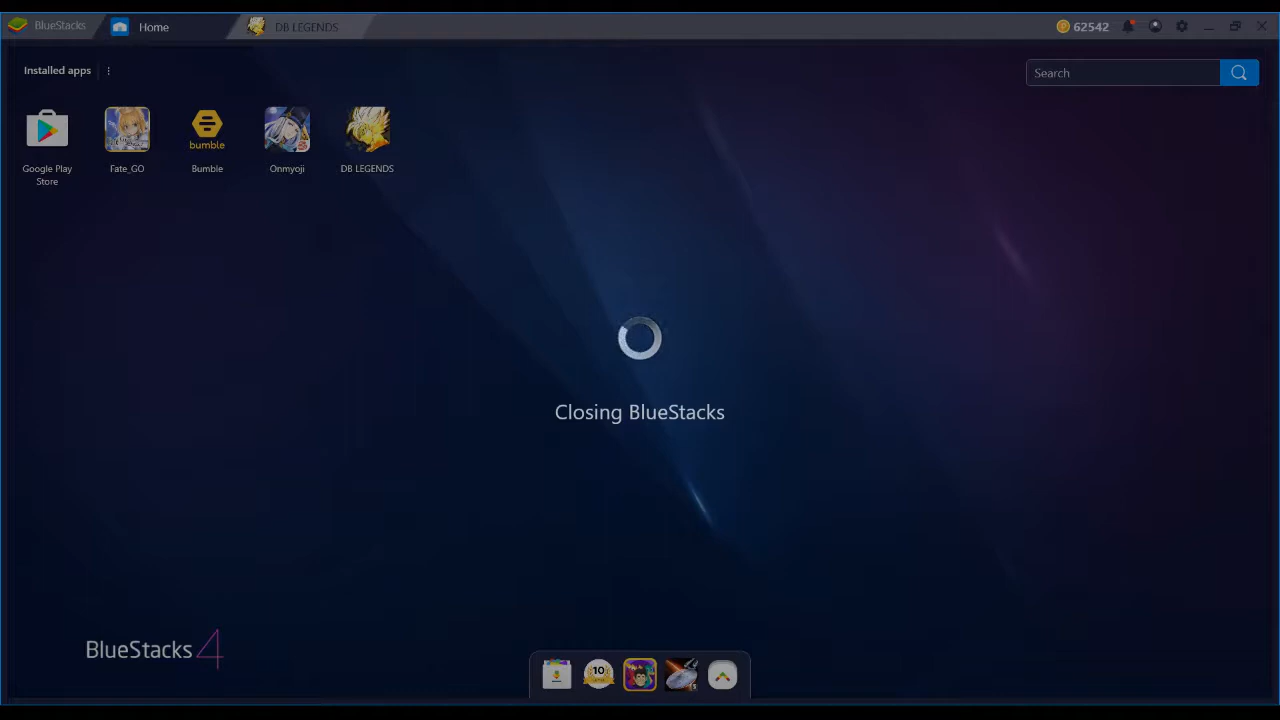 BlueStacks
Home
DB LEGENDS
62542
Installed apps
Search
bumble
Google Play
Store
Fate_GO
Bumble
Onmyoji
DB LEGENDS
Closing BlueStacks
BlueStacks 4
10